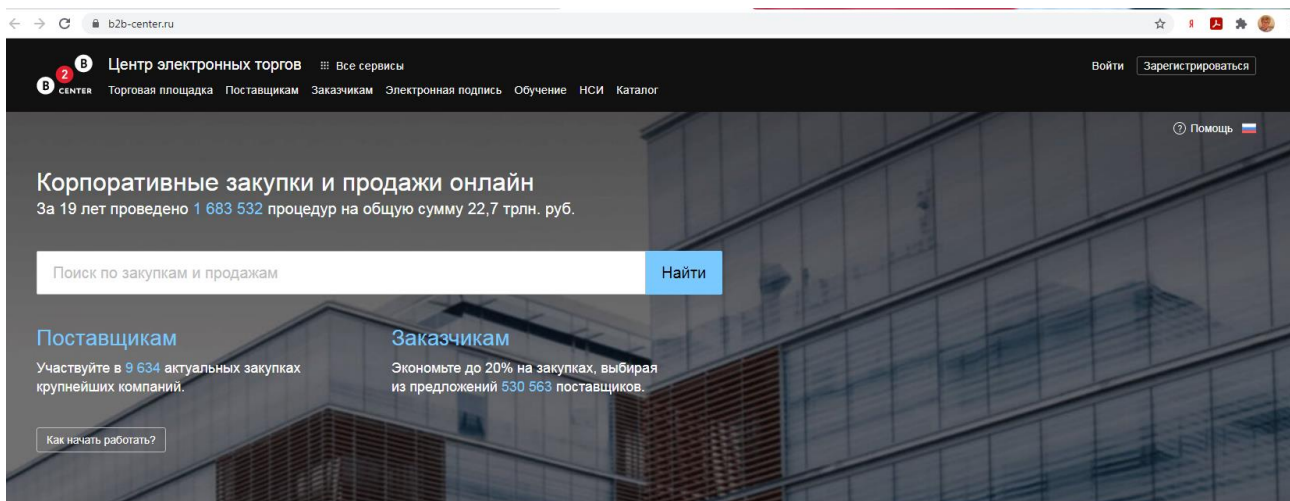 b2b-center.ru
Я
B
2
B CENTER
Центр электронных торгов Все сервисы
Войти Зарегистрироваться
Торговая площадка Поставщикам Заказчикам Электронная подпись Обучение НСИ Каталог
? Помощь
Корпоративные закупки и продажи онлайн
За 19 лет проведено 1 683 532 процедур на общую сумму 22,7 трлн. руб.
Поиск по закупкам и продажам Найти
Поставщикам
Участвуйте в 9 634 актуальных закупках
крупнейших компаний.
Заказчикам
Экономьте до 20% на закупках, выбирая
из предложений 530 563 поставщиков.
Как начать работать?